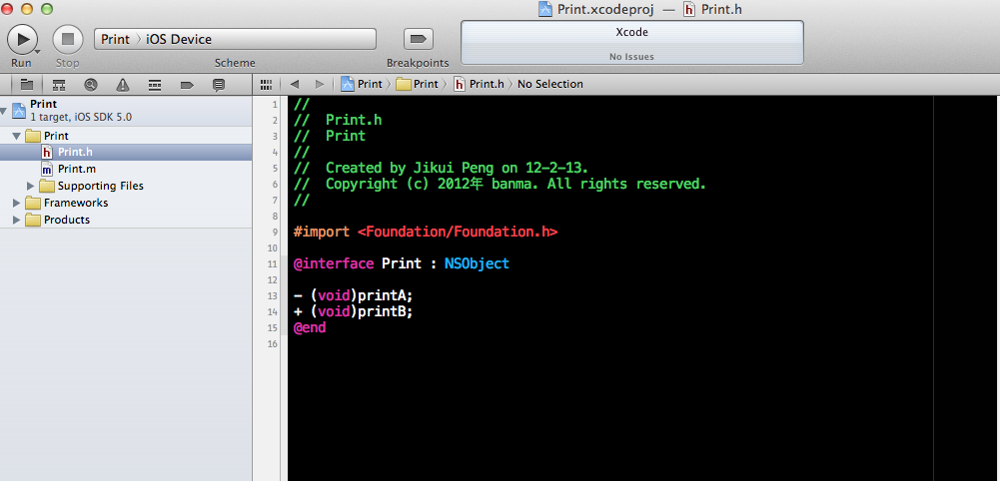 Print.xcodeproj — h Print.h
Print 〉 iOS Device
Xcode
No Issues
Run
Stop
Scheme
Breakpoints
Print 〉 Print 〉 h Print.h 〉 No Selection
Print
1 target, iOS SDK 5.0
Print
h Print.h
m Print.m
Supporting Files
Frameworks
Products
1 //
2 //  Print.h
3 //  Print
4 //
5 //  Created by Jikui Peng on 12-2-13.
6 //  Copyright (c) 2012年 banma. All rights reserved.
7 //
8
9 #import <Foundation/Foundation.h>
10
11 @interface Print : NSObject
12
13 - (void)printA;
14 + (void)printB;
15 @end
16